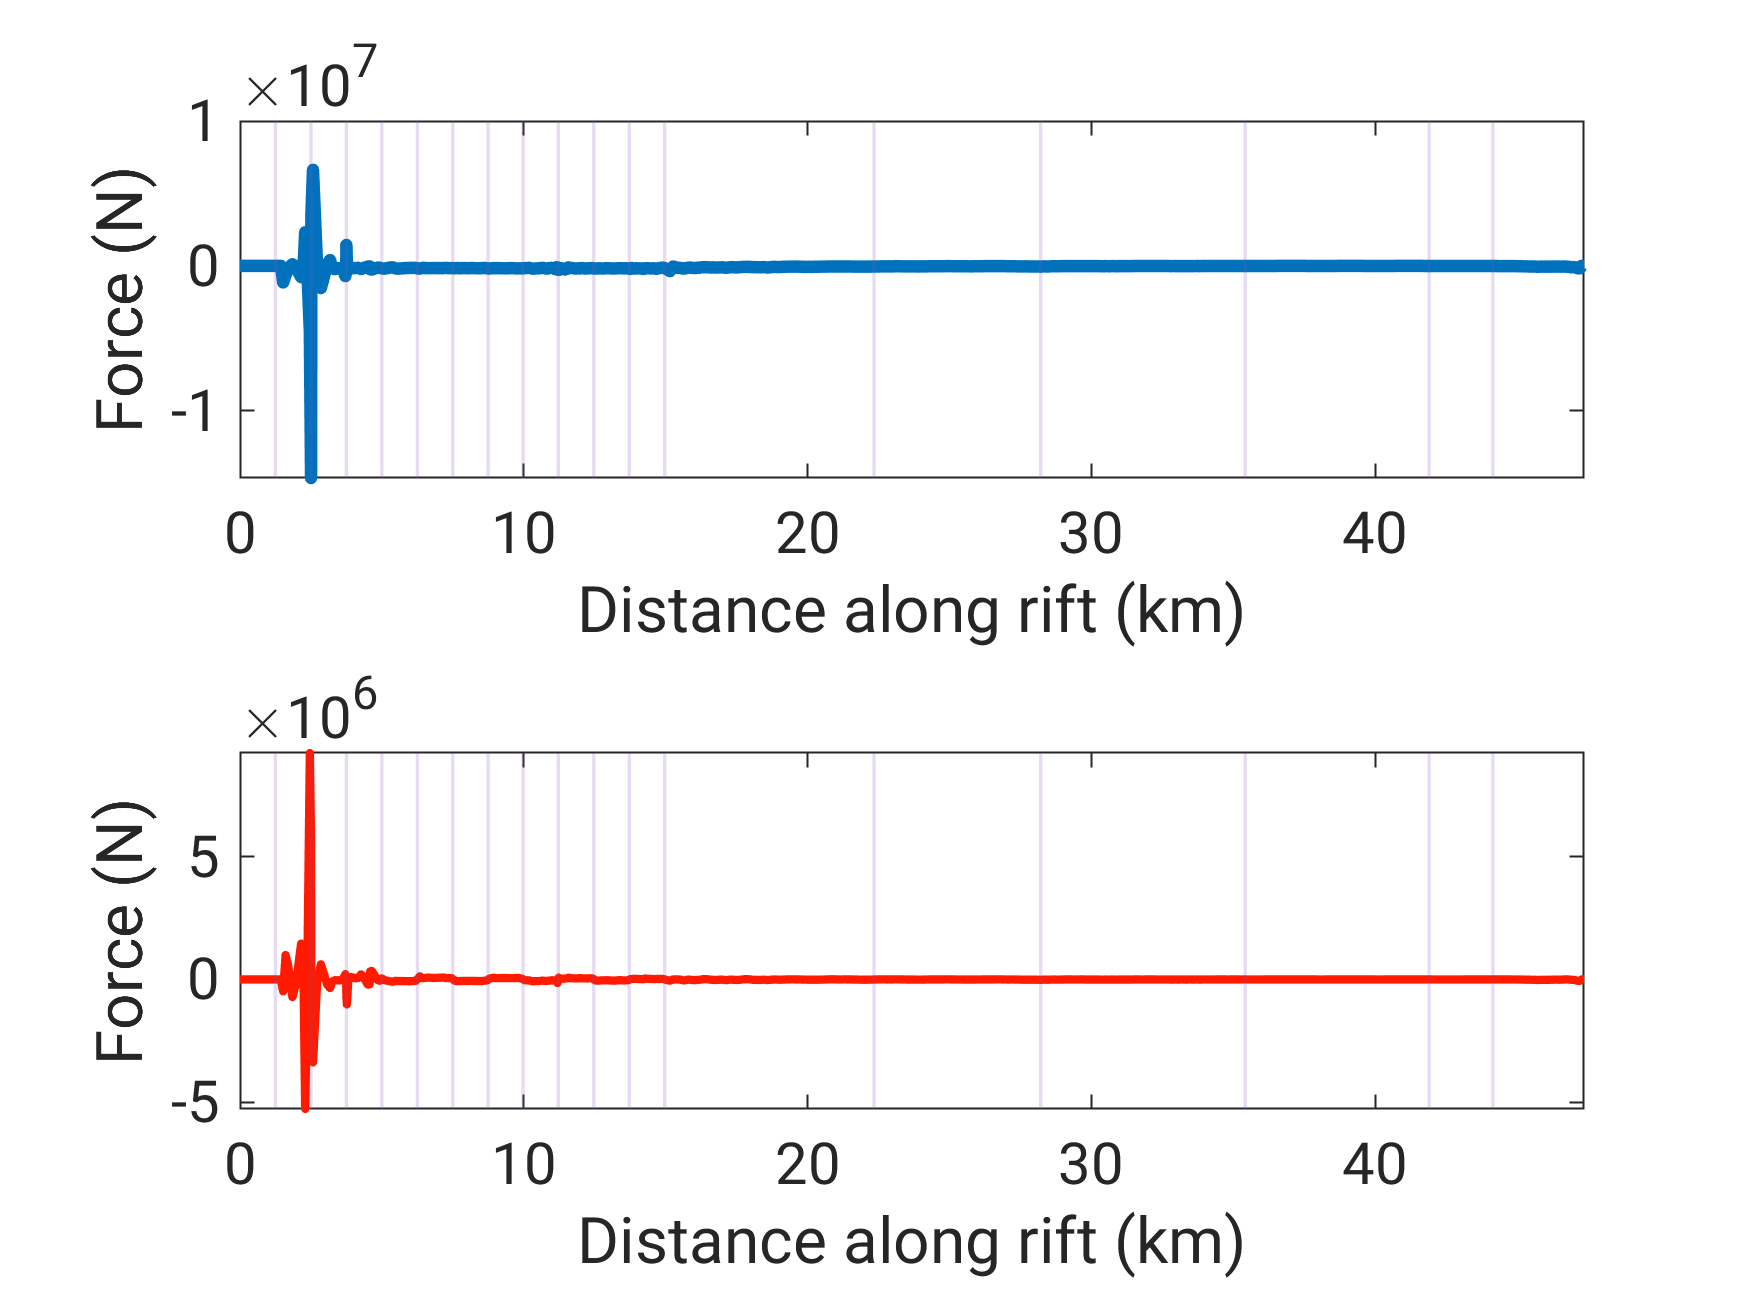 ×10^7
1
0
-1
Force (N)
0 10 20 30 40
Distance along rift (km)
×10^6
5
0
-5
Force (N)
0 10 20 30 40
Distance along rift (km)